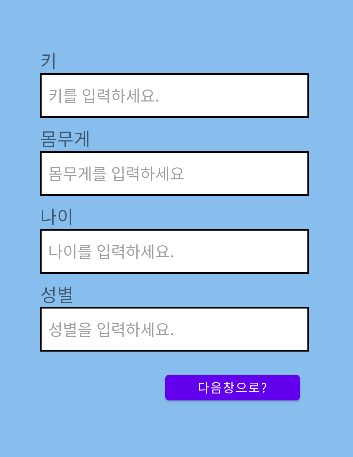 키
키를 입력하세요.
몸무게
몸무게를 입력하세요
나이
나이를 입력하세요.
성별
성별을 입력하세요.
다음창으로?